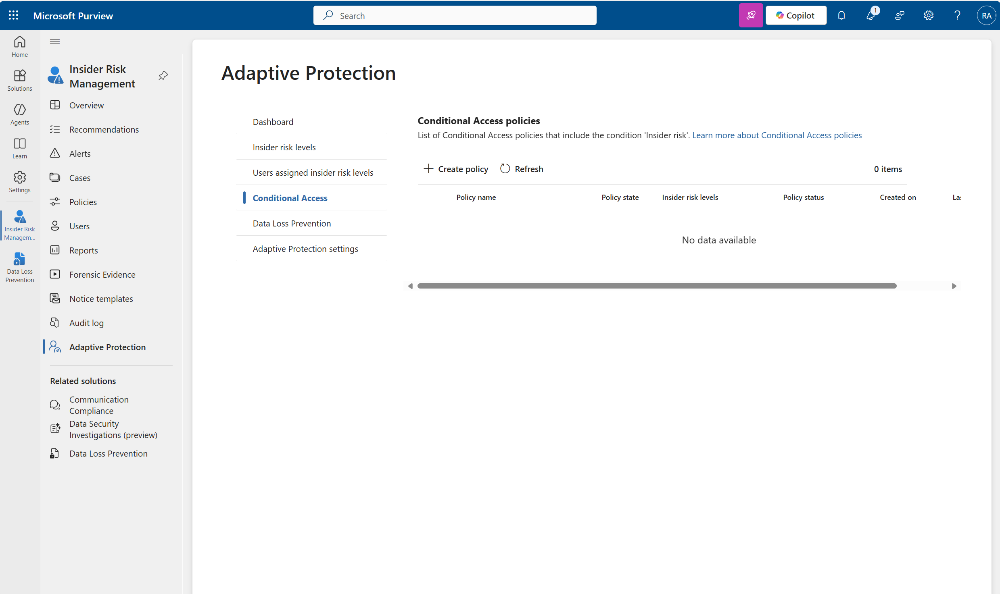 Microsoft Purview
Search
Copilot
1
RA
Home
Solutions
Agents
Learn
Settings
Insider Risk
Managem...
Data Loss
Prevention
Insider Risk
Management
Overview
Recommendations
Alerts
Cases
Policies
Users
Reports
Forensic Evidence
Notice templates
Audit log
Adaptive Protection
Related solutions
Communication
Compliance
Data Security
Investigations (preview)
Data Loss Prevention
Adaptive Protection
Dashboard
Insider risk levels
Users assigned insider risk levels
Conditional Access
Data Loss Prevention
Adaptive Protection settings
Conditional Access policies
List of Conditional Access policies that include the condition 'Insider risk'. Learn more about Conditional Access policies
Create policy Refresh 0 items
Policy name Policy state Insider risk levels Policy status Created on
No data available